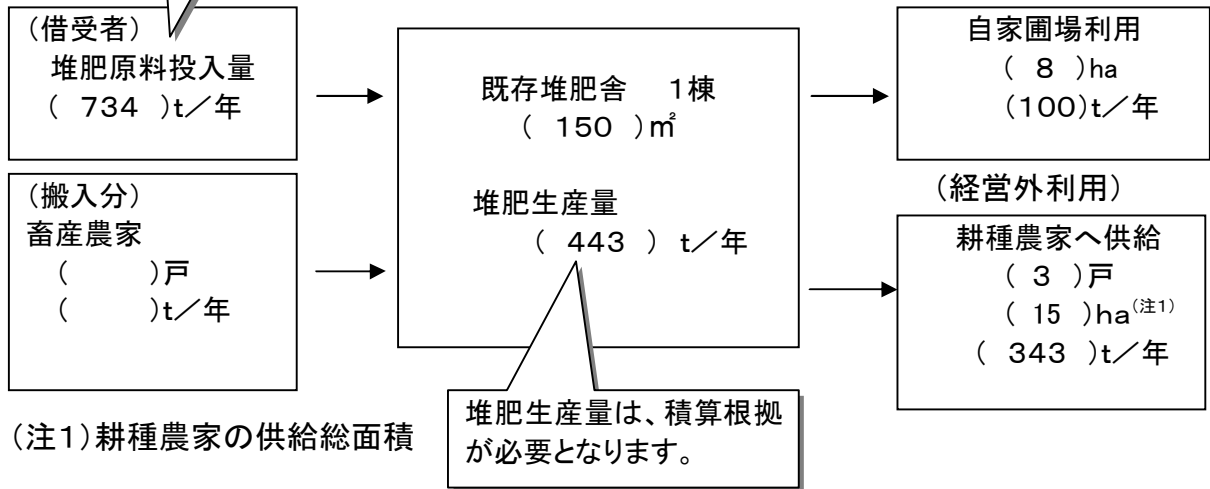 (借受者)
堆肥原料投入量
( 734 )t/年
(搬入分)
畜産農家
( )戸
( )t/年
既存堆肥舎 1棟
( 150 )㎡
堆肥生産量
( 443 ) t/年
堆肥生産量は、積算根拠
が必要となります。
自家圃場利用
( 8 )ha
(100)t/年
(経営外利用)
耕種農家へ供給
( 3 )戸
( 15 )ha(注1)
( 343 )t/年
(注1)耕種農家の供給総面積